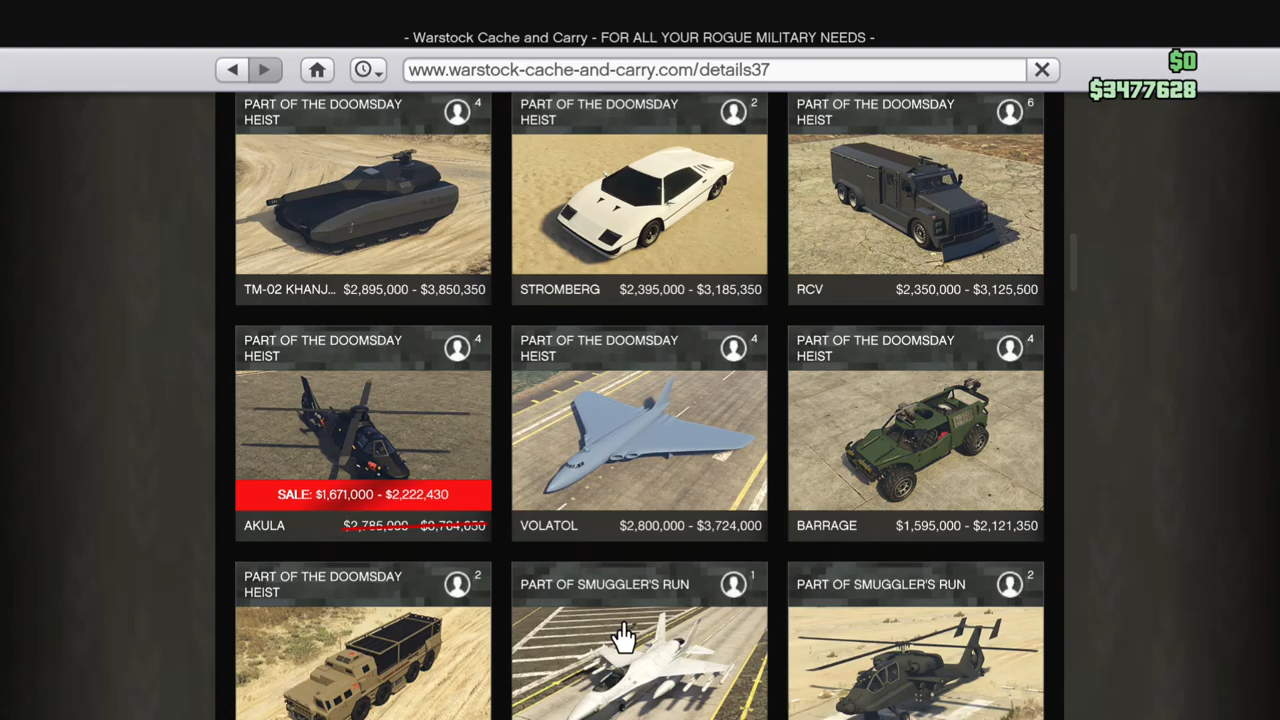 - Warstock Cache and Carry - FOR ALL YOUR ROGUE MILITARY NEEDS -
www.warstock-cache-and-carry.com/details37
$0
$3477628
PART OF THE DOOMSDAY
HEIST
4
PART OF THE DOOMSDAY
HEIST
2
PART OF THE DOOMSDAY
HEIST
6
TM-02 KHANJ... $2,895,000 - $3,850,350
STROMBERG $2,395,000 - $3,185,350
RCV $2,350,000 - $3,125,500
PART OF THE DOOMSDAY
HEIST
4
PART OF THE DOOMSDAY
HEIST
4
PART OF THE DOOMSDAY
HEIST
4
SALE: $1,671,000 - $2,222,430
AKULA $2,785,000 - $3,704,050
VOLATOL $2,800,000 - $3,724,000
BARRAGE $1,595,000 - $2,121,350
PART OF THE DOOMSDAY
HEIST
2
PART OF SMUGGLER'S RUN
1
PART OF SMUGGLER'S RUN
2